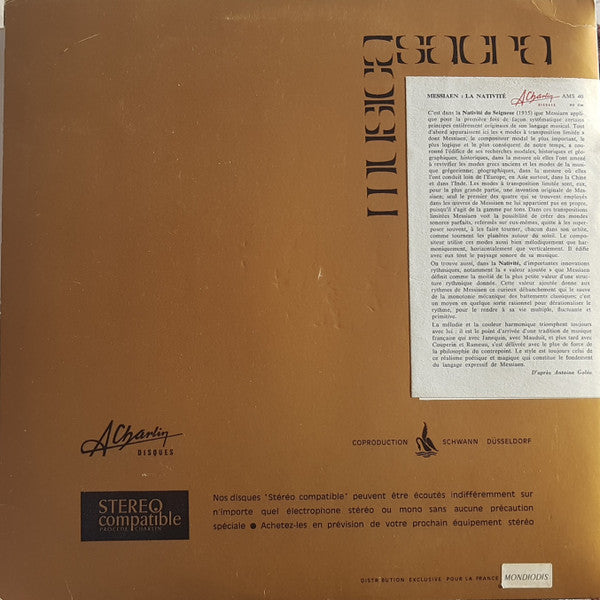 musica sacra
MESSIAEN : LA NATIVITÉ
ACharlin
DISQUES
AMS 40
C'est dans la Nativité du Seigneur (1935) que Messiaen appli-
que pour la première fois de façon systématique certains
principes entièrement originaux de son langage musical. Tout
d'abord apparaissent ici les « modes à transposition limitée »
dont Messiaen, le compositeur modal le plus important, le
plus logique et le plus conséquent de notre temps, a cou-
ronné l'édifice de ses recherches modales, historiques et géo-
graphiques, historiques, dans la mesure où elles l'ont amené
à revivifier les modes grecs anciens et les modes de la musi-
que grégorienne; géographiques, dans la mesure où elles
l'ont conduit loin de l'Europe, en Asie surtout, dans la Chine
et dans l'Inde. Les modes à transposition limitée sont, eux,
pour la plus grande partie, une invention originale de Mes-
siaen; seul le premier des quatre qui se trouvent employés
dans les œuvres de Messiaen ne lui appartient pas en propre,
puisqu'il s'agit de la gamme par tons. Dans ces transpositions
limitées Messiaen voit la possibilité de créer des mondes
sonores parfaits, refermés sur eux-mêmes, quitte à les super-
poser souvent, à les faire tourner, chacun dans son orbite,
comme tournent les planètes autour du soleil. Le compo-
siteur utilise ces modes aussi bien mélodiquement que har-
moniquement, horizontalement que verticalement. Il édifie
avec eux tout le paysage sonore de sa musique.
On trouve aussi, dans la Nativité, d'importantes innovations
rythmiques, notamment la « valeur ajoutée » que Messiaen
définit comme la moitié de la plus petite valeur d'une struc-
ture rythmique donnée. Cette valeur ajoutée donne aux
rythmes de Messiaen ce curieux débanchement qui le sauve
de la monotonie mécanique des battements classiques; c'est
un moyen en quelque sorte rationnel pour dérationaliser le
rythme, pour le rendre à sa vie multiple, fluctuante et
primitive.
La mélodie et la couleur harmonique triomphent toujours
avec lui : il est le point d'arrivée d'une tradition de musique
française qui avec Janequin, avec Mauduit, et plus tard avec
Couperin et Rameau, s'est délivrée avec le plus de force de
la philosophie du contrepoint. Le style est toujours celui de
ce réalisme poétique et magique qui constitue le fondement
du langage expressif de Messiaen.
D'après Antoine Goléa
ACharlin
DISQUES
COPRODUCTION SCHWANN DÜSSELDORF
STEREO
compatible
PROCÉDÉ CHARLIN
Nos disques "Stéréo compatible" peuvent être écoutés indifféremment sur
n'importe quel électrophone stéréo ou mono sans aucune précaution
spéciale ● Achetez-les en prévision de votre prochain équipement stéréo
DISTRIBUTION EXCLUSIVE POUR LA FRANCE MONDIODIS